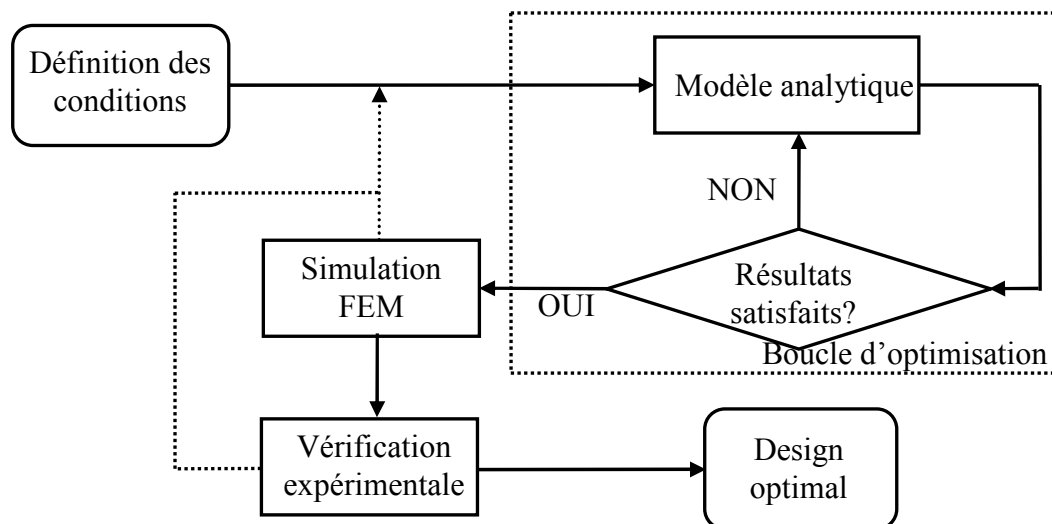 Définition des
conditions
Modèle analytique
NON
Simulation
FEM
OUI
Résultats
satisfaits?
Boucle d'optimisation
Vérification
expérimentale
Design
optimal